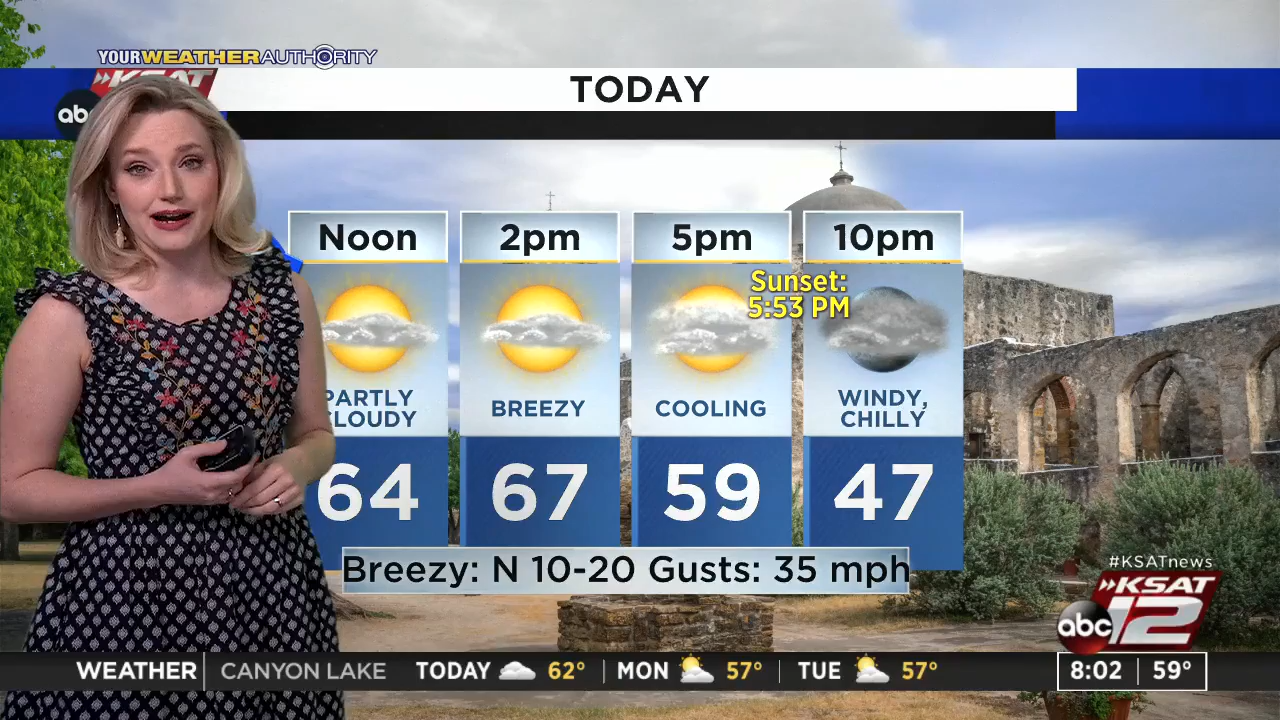 YOURWEATHERAUTHORITY
KSAT
abc
TODAY
Noon
2pm
5pm
10pm
Sunset:
5:53 PM
PARTLY
CLOUDY
BREEZY
COOLING
WINDY,
CHILLY
64
67
59
47
Breezy: N 10-20 Gusts: 35 mph
#KSATnews
KSAT
abc 12
WEATHER CANYON LAKE TODAY 62° MON 57° TUE 57° 8:02 59°